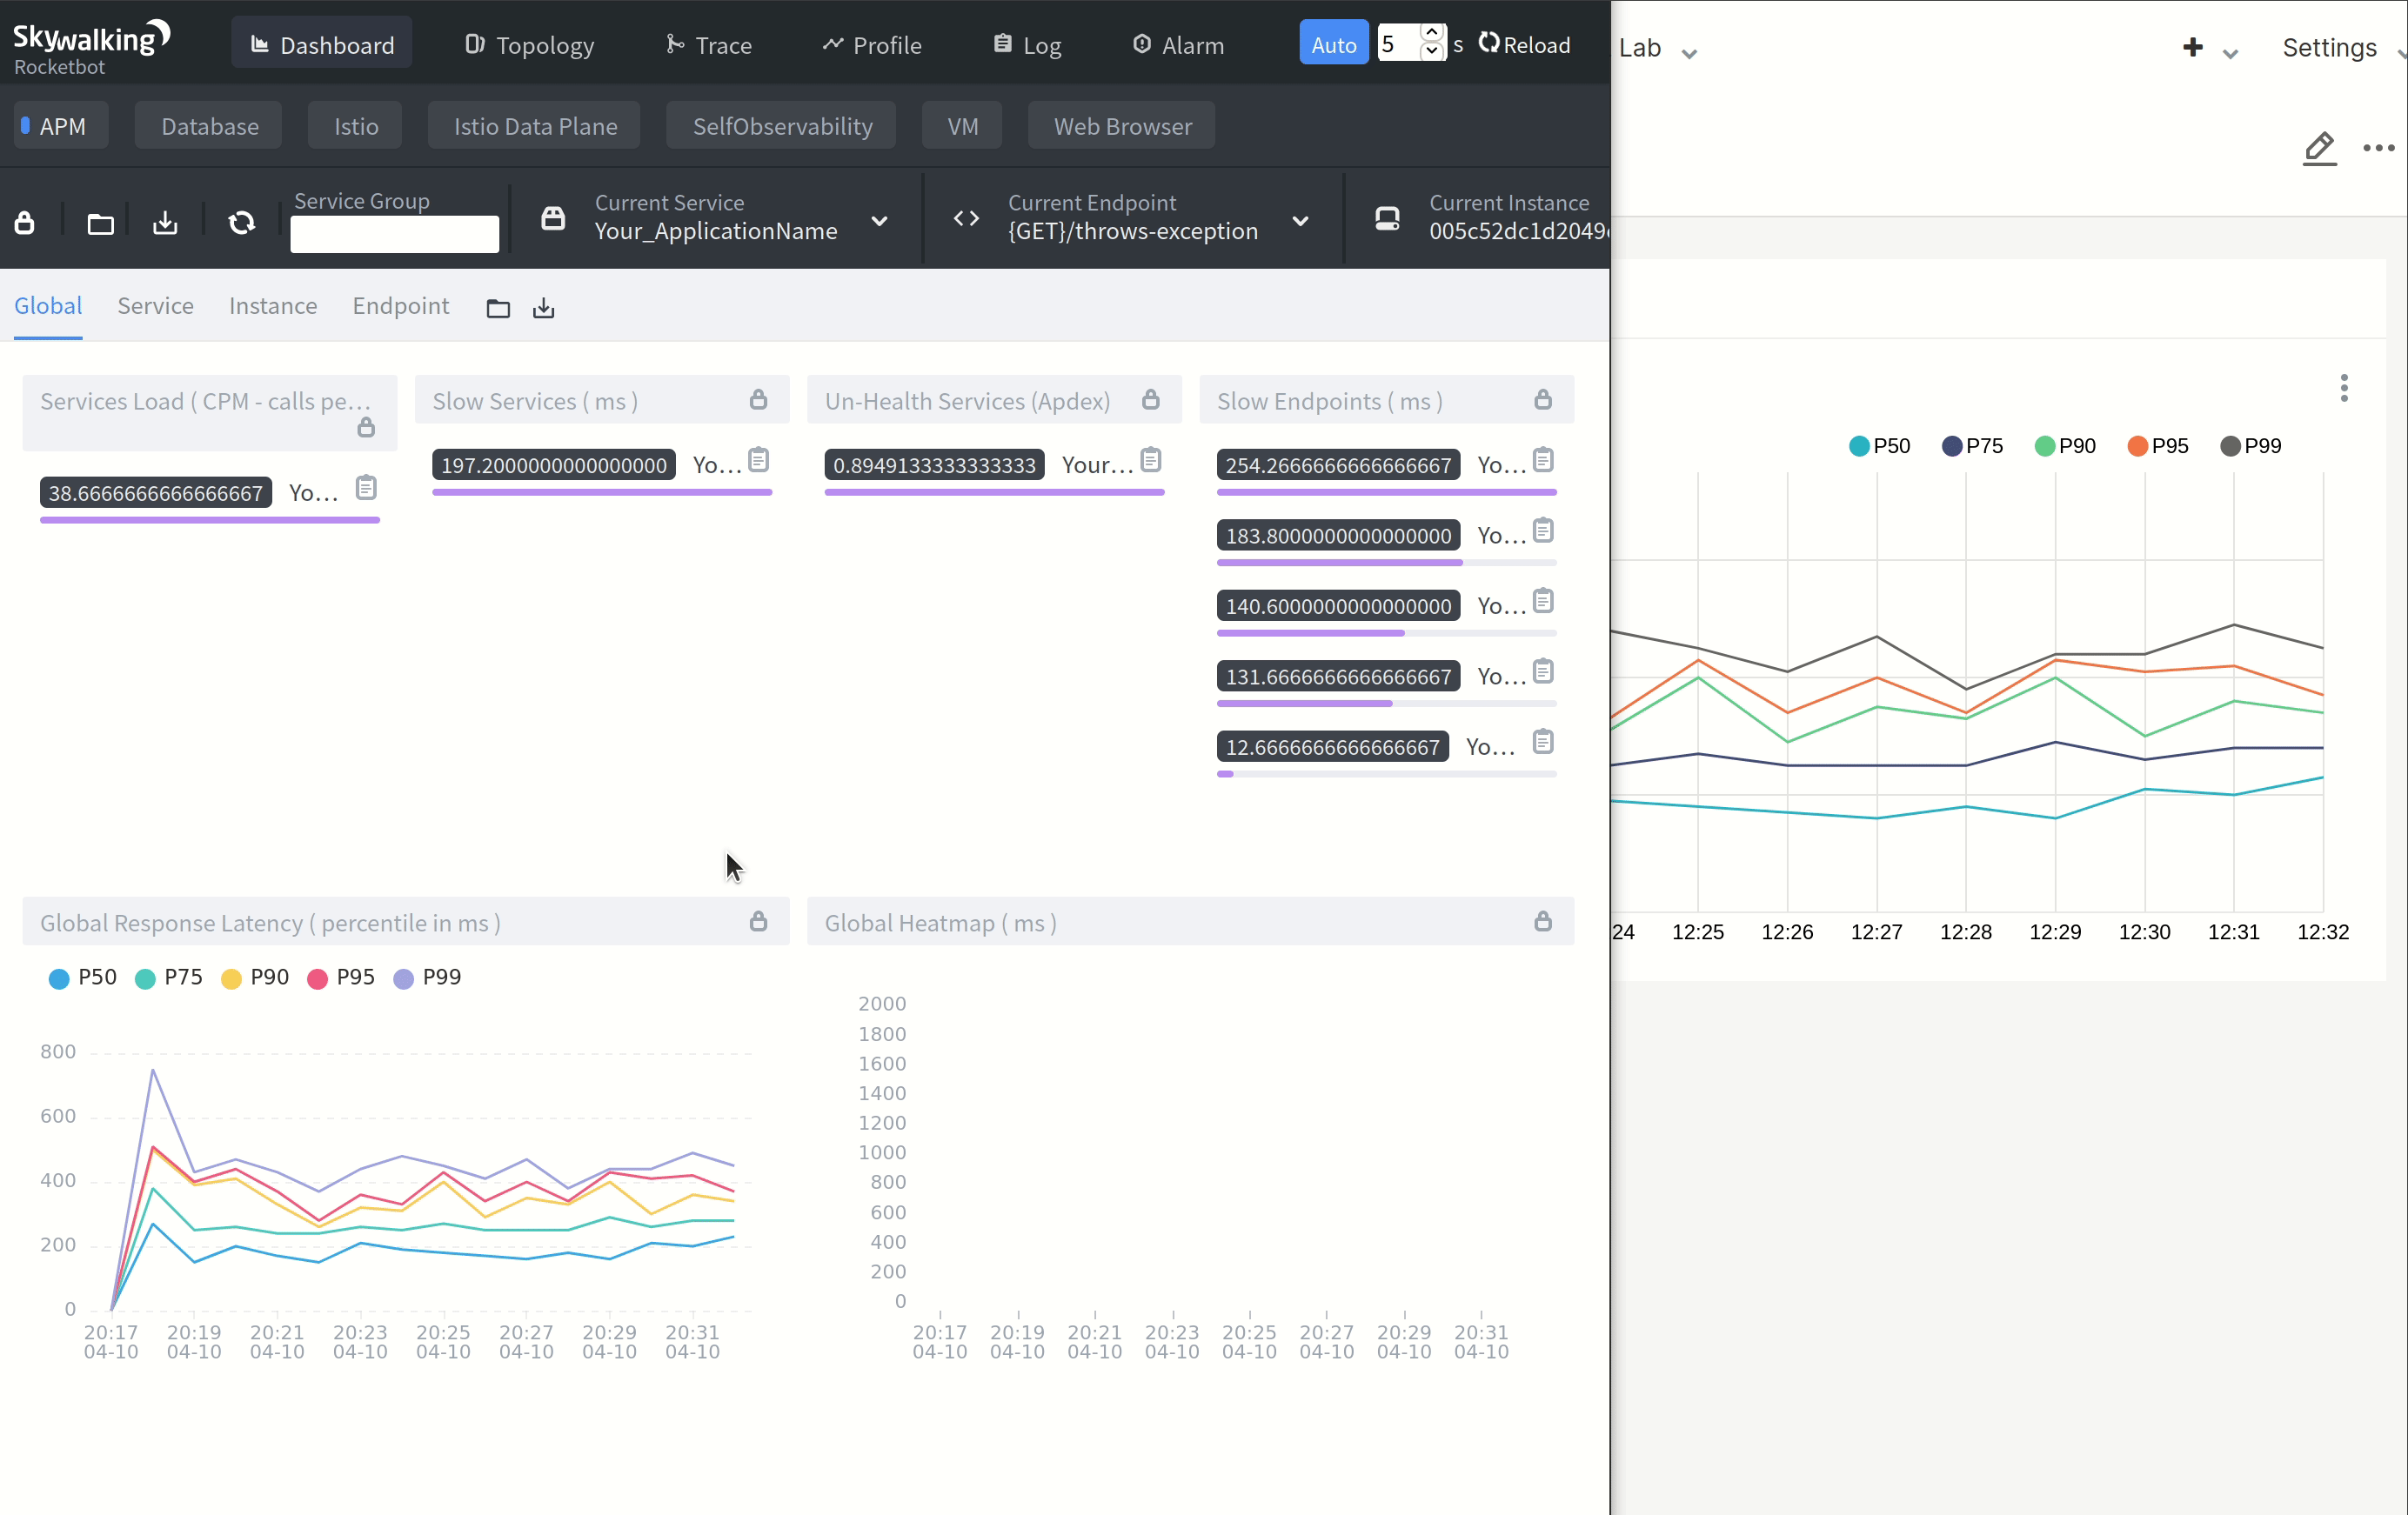 Skywalking
Rocketbot
Dashboard
Topology
Trace
Profile
Log
Alarm
Auto
5
s
Reload
Lab
Settings
APM
Database
Istio
Istio Data Plane
SelfObservability
VM
Web Browser
Service Group
Current Service
Your_ApplicationName
Current Endpoint
{GET}/throws-exception
Current Instance
005c52dc1d2049
Global
Service
Instance
Endpoint
Services Load ( CPM - calls pe...
38.6666666666666667 Yo...
Slow Services ( ms )
197.2000000000000000 Yo...
Un-Health Services (Apdex)
0.8949133333333333 Your...
Slow Endpoints ( ms )
254.2666666666666667 Yo...
183.8000000000000000 Yo...
140.6000000000000000 Yo...
131.6666666666666667 Yo...
12.6666666666666667 Yo...
P50 P75 P90 P95 P99
24 12:25 12:26 12:27 12:28 12:29 12:30 12:31 12:32
Global Response Latency ( percentile in ms )
P50 P75 P90 P95 P99
800
600
400
200
0
20:17 20:19 20:21 20:23 20:25 20:27 20:29 20:31
04-10 04-10 04-10 04-10 04-10 04-10 04-10 04-10
Global Heatmap ( ms )
2000
1800
1600
1400
1200
1000
800
600
400
200
0
20:17 20:19 20:21 20:23 20:25 20:27 20:29 20:31
04-10 04-10 04-10 04-10 04-10 04-10 04-10 04-10